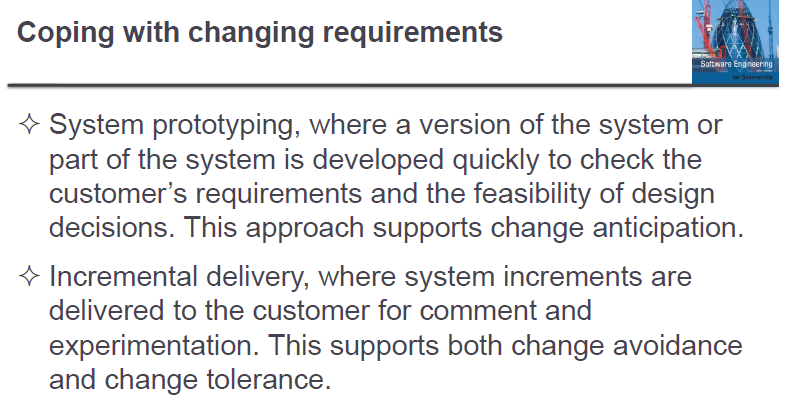 Coping with changing requirements
Software Engineering
Ian Sommerville
✧ System prototyping, where a version of the system or
part of the system is developed quickly to check the
customer's requirements and the feasibility of design
decisions. This approach supports change anticipation.
✧ Incremental delivery, where system increments are
delivered to the customer for comment and
experimentation. This supports both change avoidance
and change tolerance.